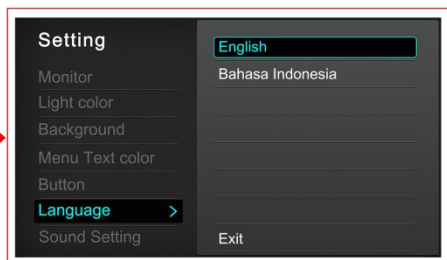 Setting
Monitor
Light color
Background
Menu Text color
Button
Language >
Sound Setting
English
Bahasa Indonesia
Exit